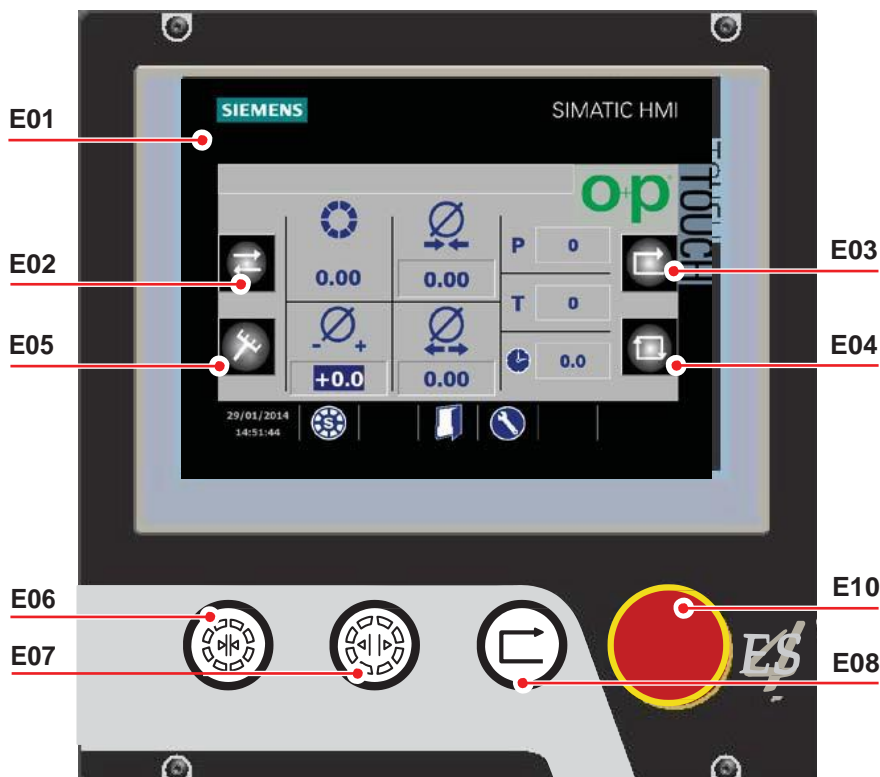 SIEMENS
SIMATIC HMI
E01
TOUCH
o+p
E02
0.00
0.00
P
0
E03
T
0
E05
- +
+0.0
0.00
0.0
E04
29/01/2014
14:51:44
S
E06
E10
E07
ES
E08